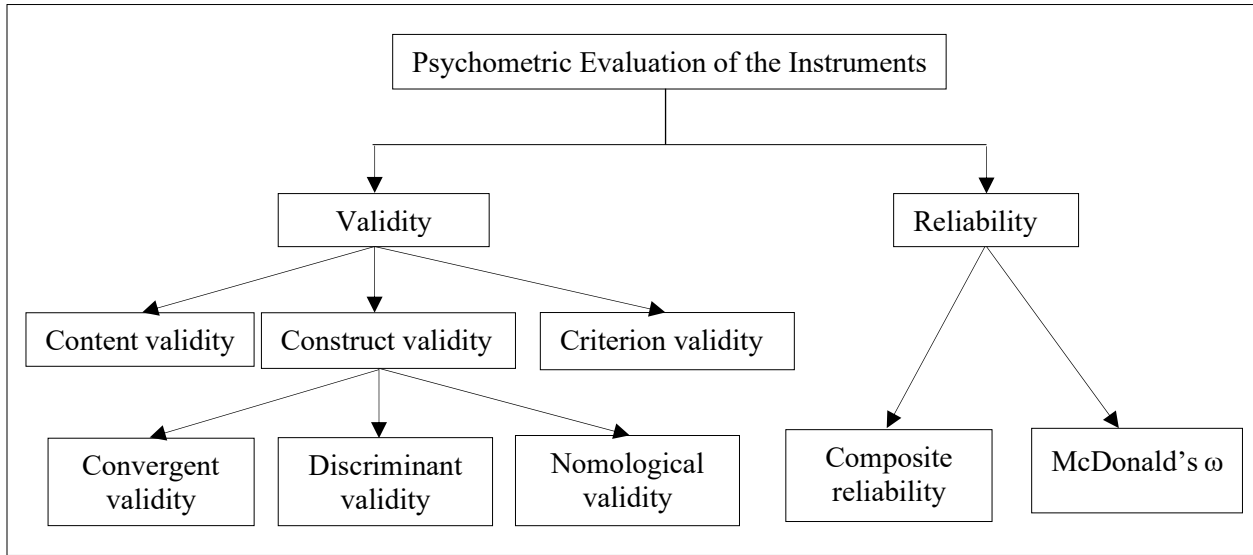 Psychometric Evaluation of the Instruments
Validity
Reliability
Content validity
Construct validity
Criterion validity
Convergent
validity
Discriminant
validity
Nomological
validity
Composite
reliability
McDonald’s ω